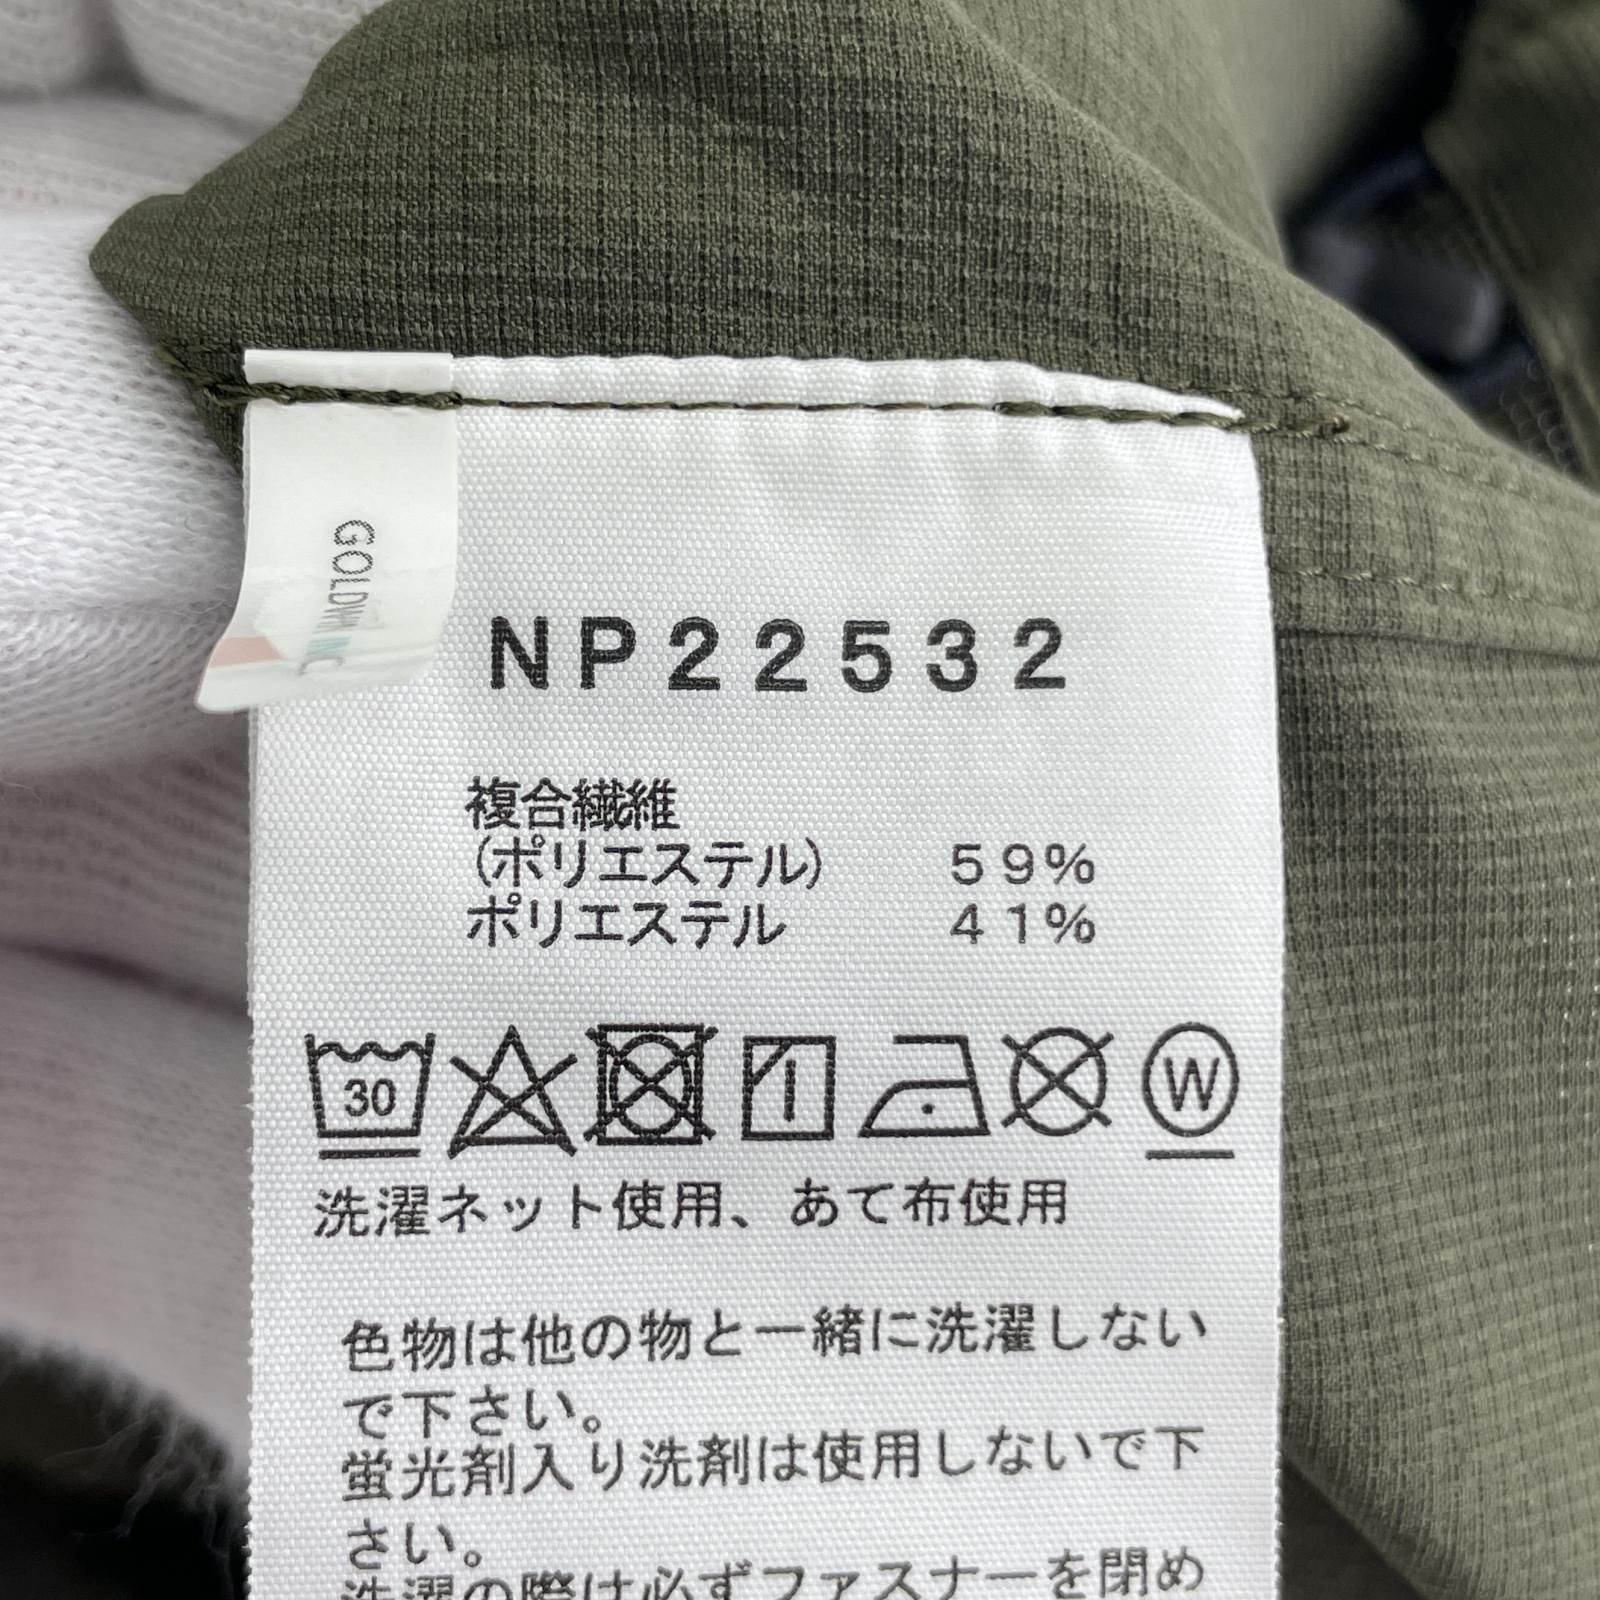 GOLDWIN INC
NP22532
複合繊維
(ポリエステル) 59%
ポリエステル 41%
30
W
洗濯ネット使用、あて布使用
色物は他の物と一緒に洗濯しない
で下さい。
蛍光剤入り洗剤は使用しないで下
さい。
洗濯の際は必ずファスナーを閉め